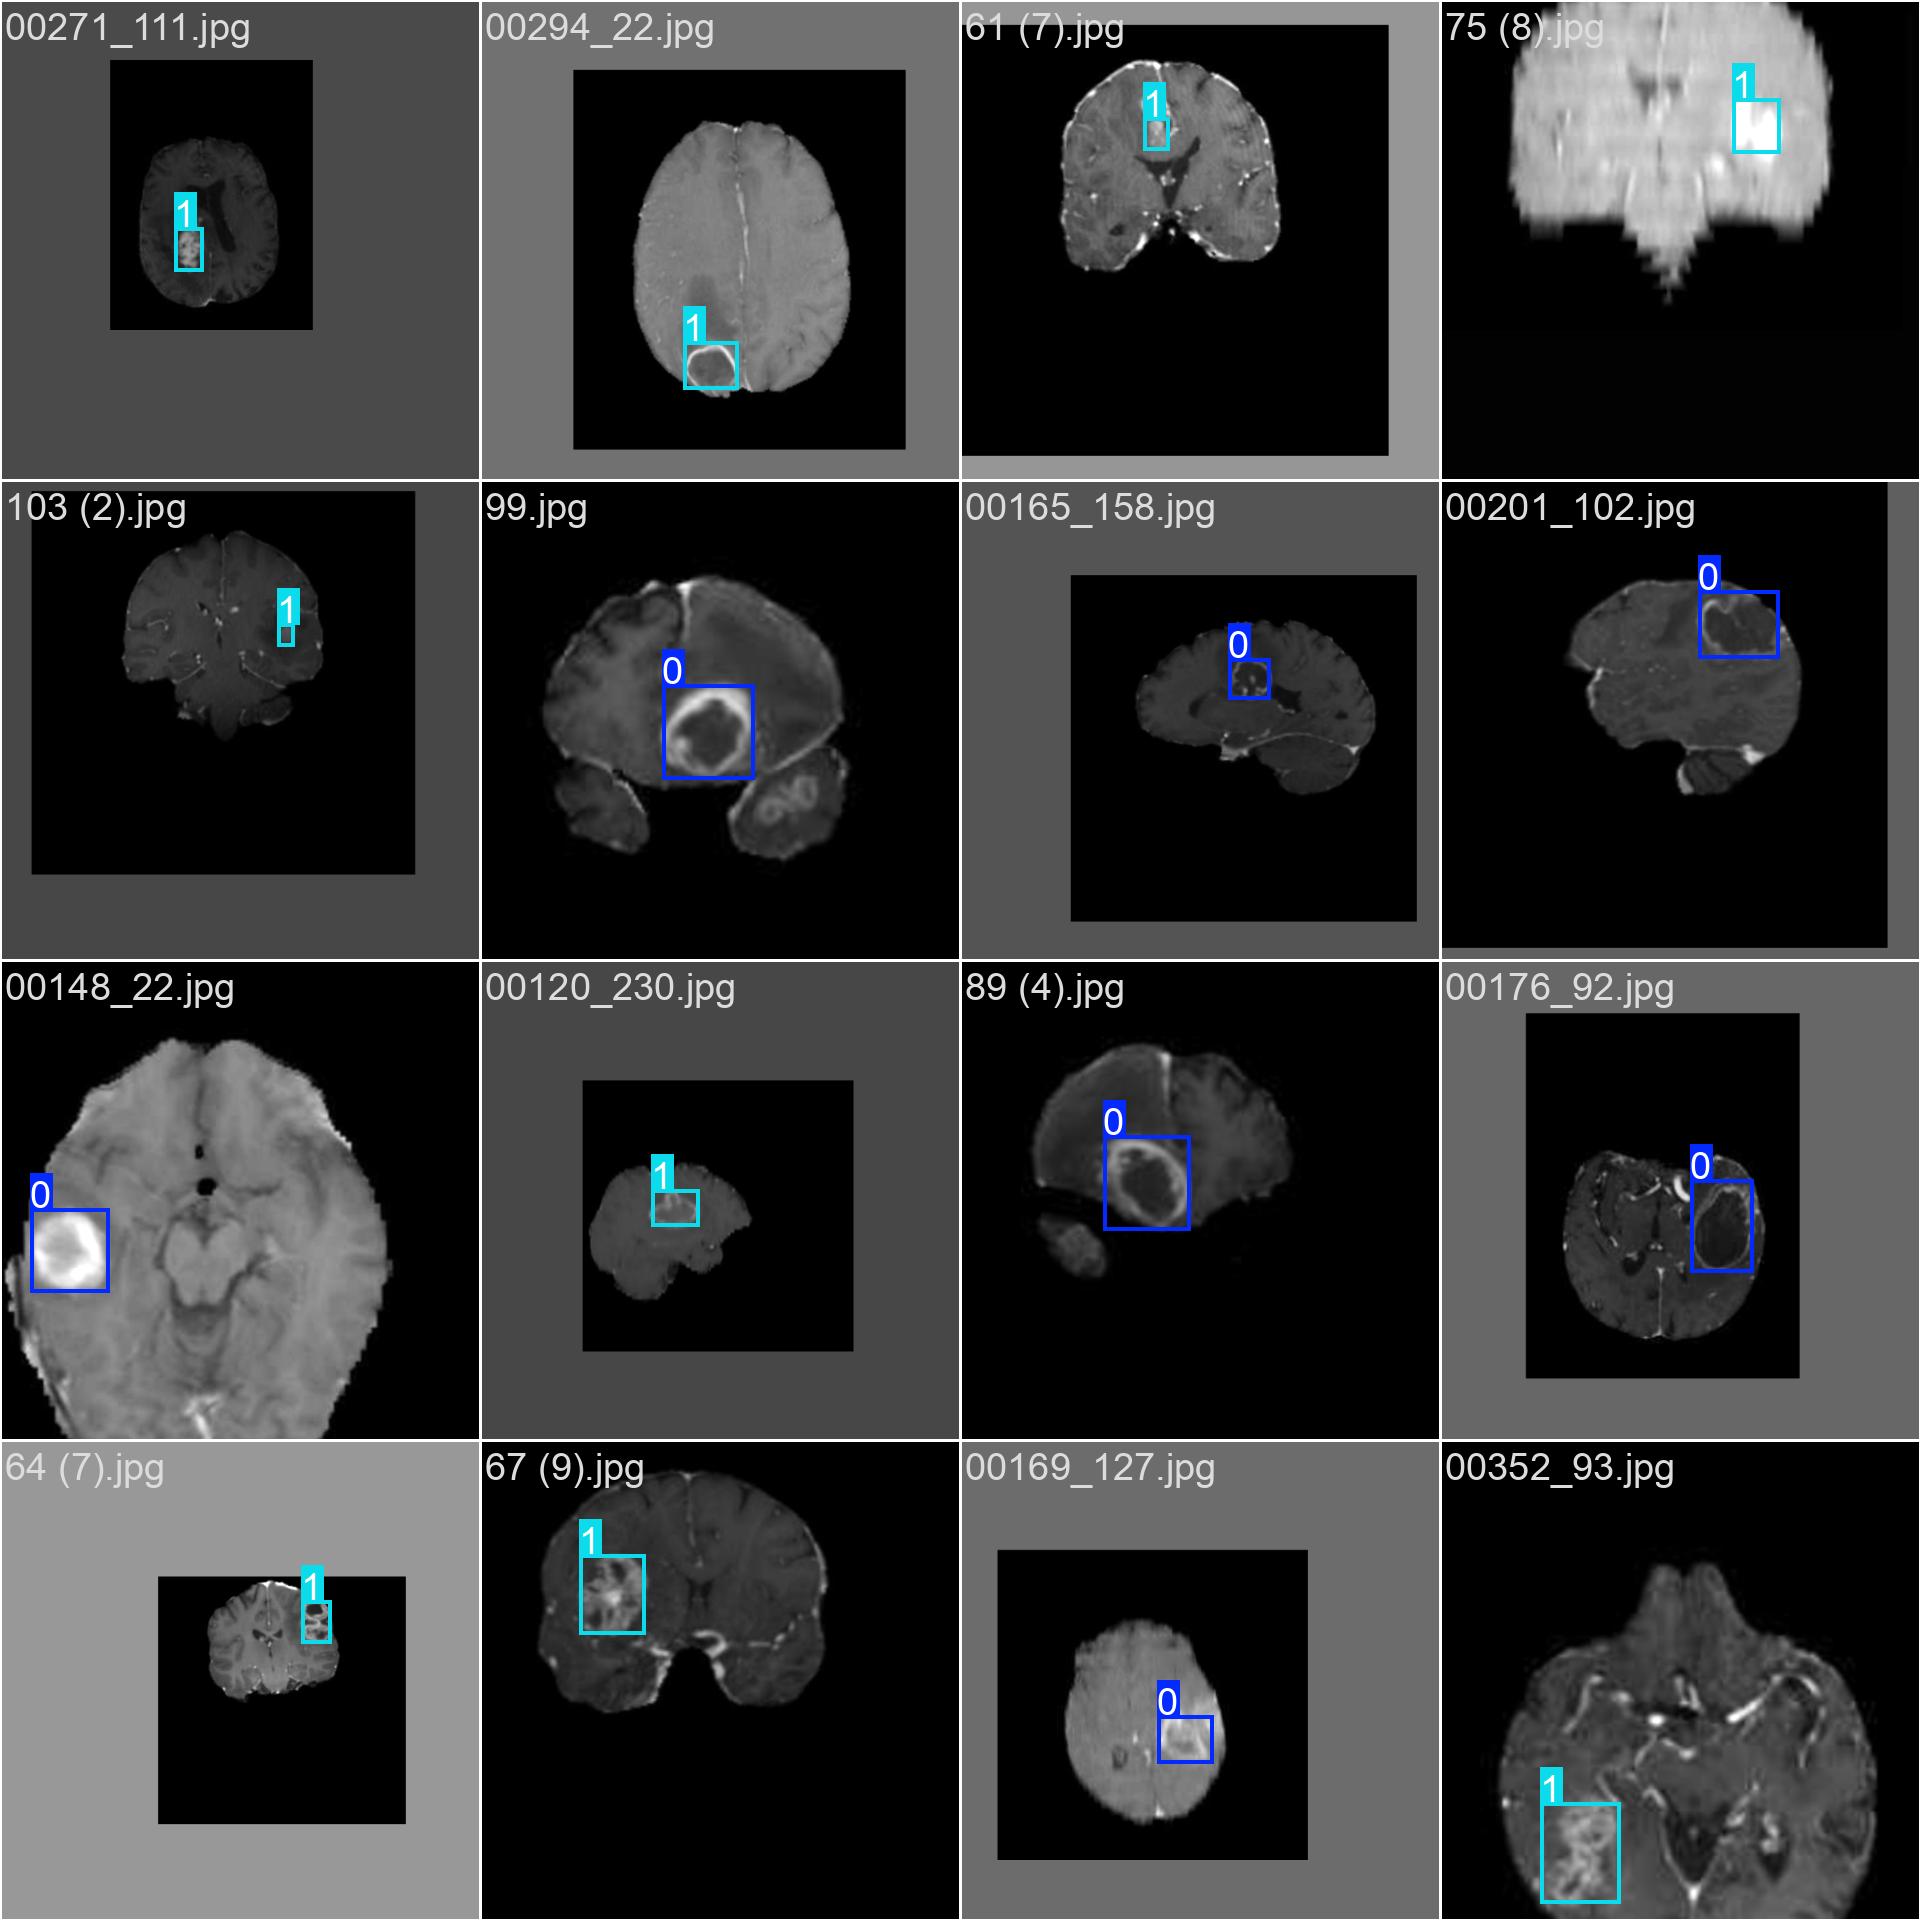 00271_111.jpg
00294_22.jpg
61 (7).jpg
75 (8).jpg
1
1
1
1
103 (2).jpg
99.jpg
00165_158.jpg
00201_102.jpg
1
0
0
0
00148_22.jpg
00120_230.jpg
89 (4).jpg
00176_92.jpg
0
1
0
0
64 (7).jpg
67 (9).jpg
00169_127.jpg
00352_93.jpg
1
1
0
1